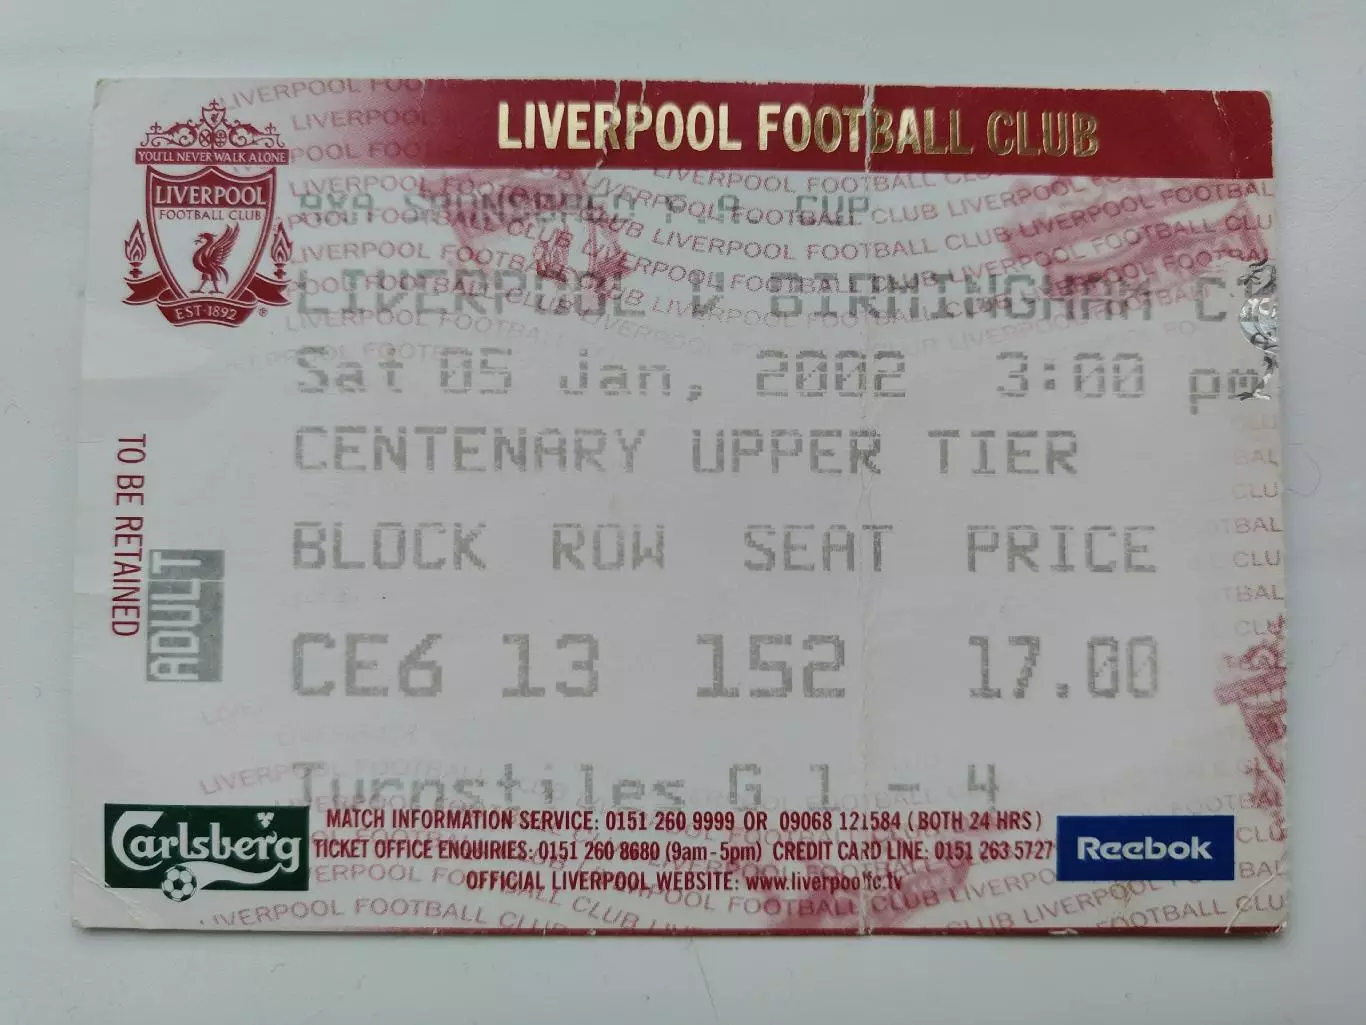 LIVERPOOL FOOTBALL CLUB
YOU'LL NEVER WALK ALONE
LIVERPOOL
FOOTBALL CLUB
EST·1892
®
AXA SPONSORED F.A. CUP
LIVERPOOL V BIRMINGHAM
Sat 05 Jan, 2002 3:00 pm
CENTENARY UPPER TIER
BLOCK ROW SEAT PRICE
CE6 13 152 17.00
Turnstiles G 1 - 4
TO BE RETAINED
ADULT
Carlsberg
MATCH INFORMATION SERVICE: 0151 260 9999 OR 09068 121584 (BOTH 24 HRS)
TICKET OFFICE ENQUIRIES: 0151 260 8680 (9am-5pm) CREDIT CARD LINE: 0151 263 5727
OFFICIAL LIVERPOOL WEBSITE: www.liverpoolfc.tv
Reebok